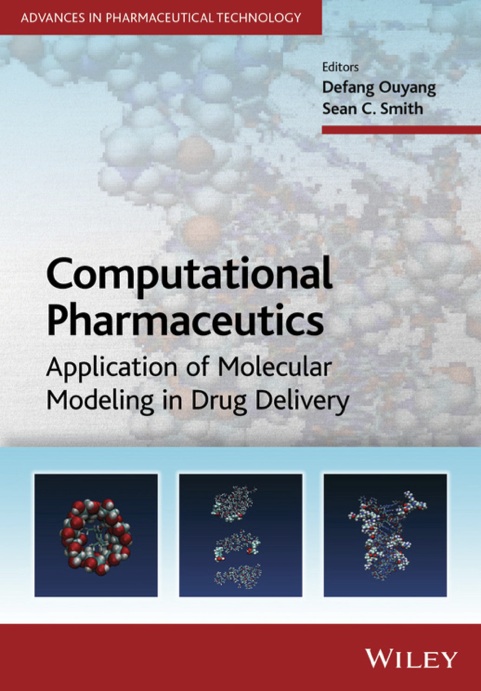 ADVANCES IN PHARMACEUTICAL TECHNOLOGY
Editors
Defang Ouyang
Sean C. Smith
Computational
Pharmaceutics
Application of Molecular
Modeling in Drug Delivery
WILEY